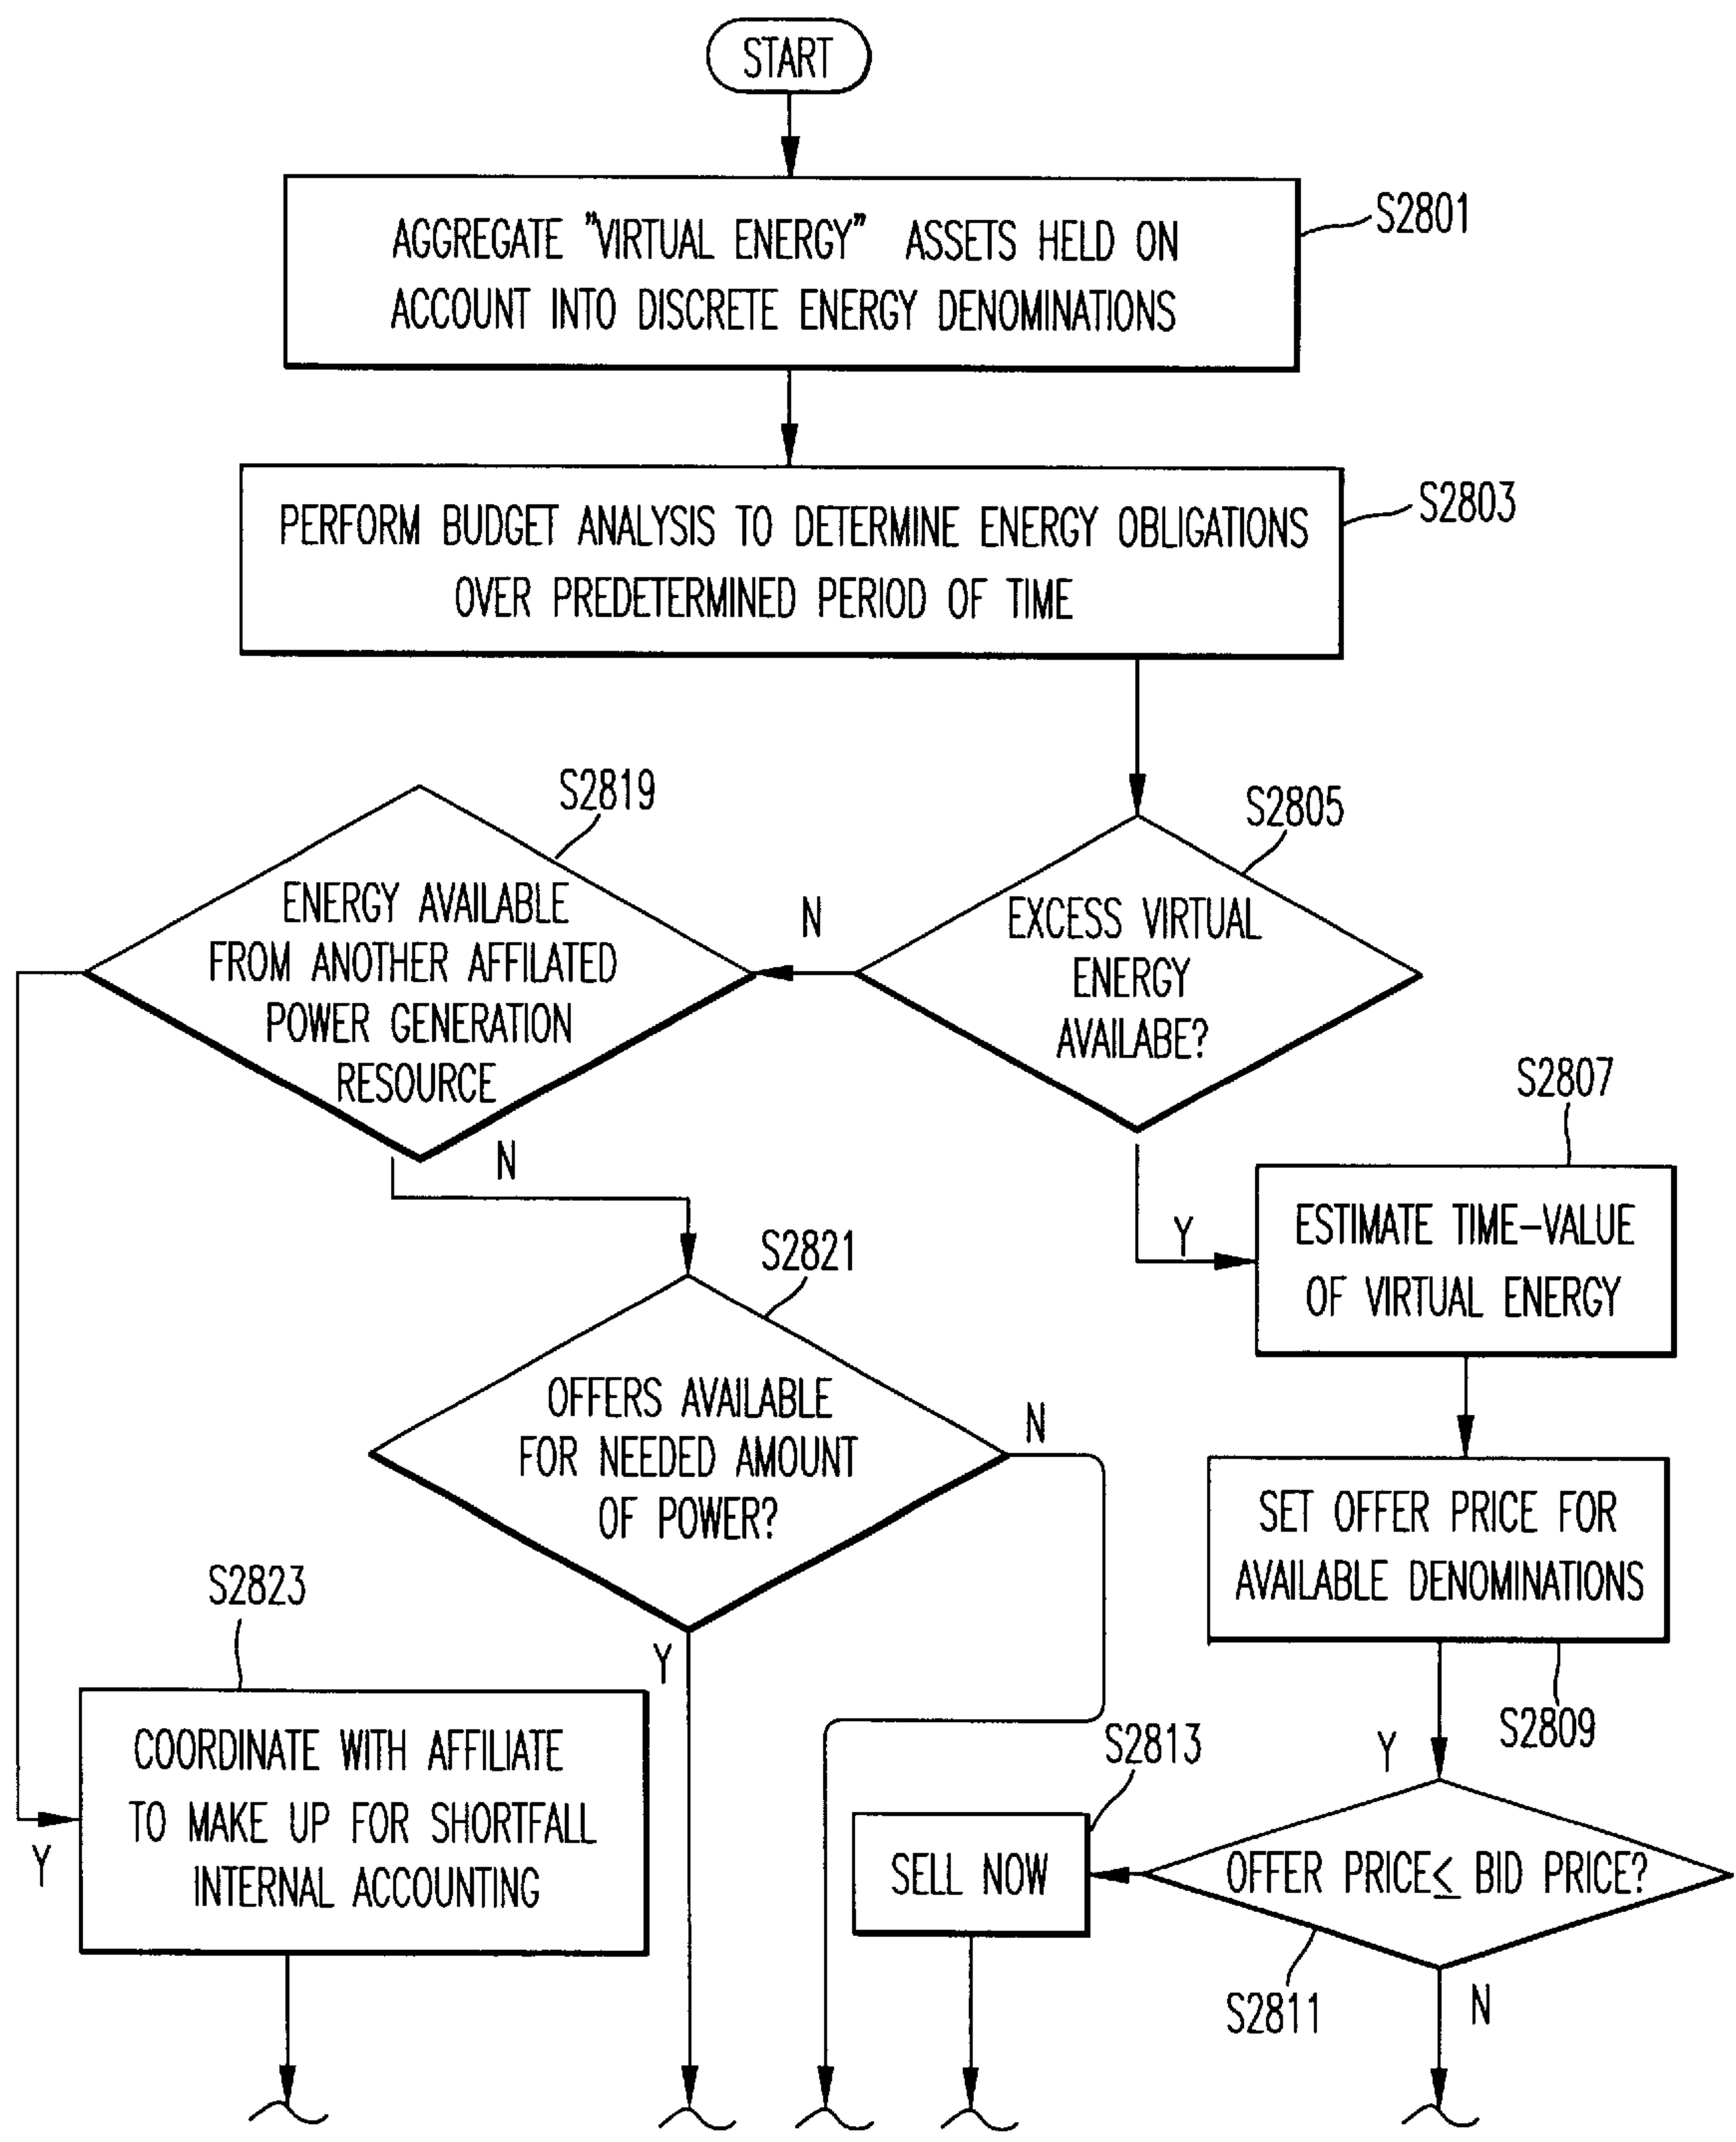 START
S2801
AGGREGATE "VIRTUAL ENERGY" ASSETS HELD ON
ACCOUNT INTO DISCRETE ENERGY DENOMINATIONS
S2803
PERFORM BUDGET ANALYSIS TO DETERMINE ENERGY OBLIGATIONS
OVER PREDETERMINED PERIOD OF TIME
S2819
S2805
ENERGY AVAILABLE
FROM ANOTHER AFFILATED
POWER GENERATION
RESOURCE
N
EXCESS VIRTUAL
ENERGY
AVAILABE?
S2807
N
Y
ESTIMATE TIME-VALUE
OF VIRTUAL ENERGY
S2821
OFFERS AVAILABLE
FOR NEEDED AMOUNT
OF POWER?
N
SET OFFER PRICE FOR
AVAILABLE DENOMINATIONS
S2809
S2823
Y
COORDINATE WITH AFFILIATE
TO MAKE UP FOR SHORTFALL
INTERNAL ACCOUNTING
Y
S2813
Y
SELL NOW
OFFER PRICE≤ BID PRICE?
S2811
N